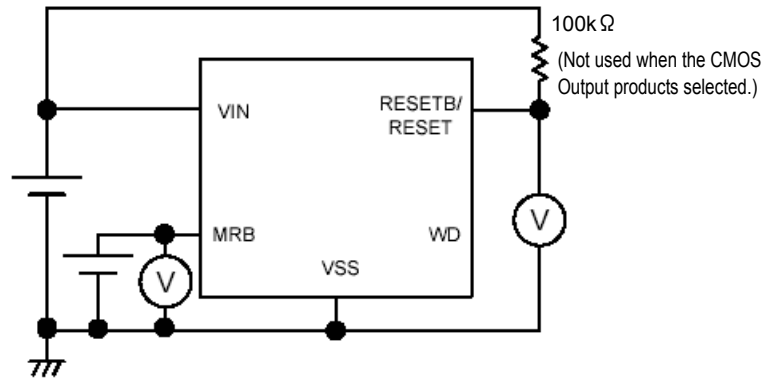 100kΩ
(Not used when the CMOS
Output products selected.)
VIN
RESETB/
RESET
MRB
WD
V
V
VSS